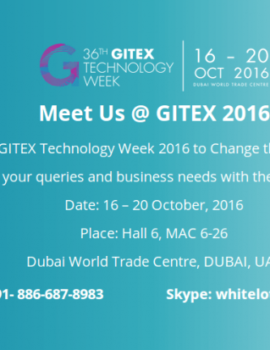 36TH GITEX
TECHNOLOGY
WEEK
16 – 20
OCT 2016
DUBAI WORLD TRADE CENTRE
Meet Us @ GITEX 2016
GITEX Technology Week 2016 to Change th
your queries and business needs with the
Date: 16 – 20 October, 2016
Place: Hall 6, MAC 6-26
Dubai World Trade Centre, DUBAI, UA
91- 886-687-8983 Skype: whitelo